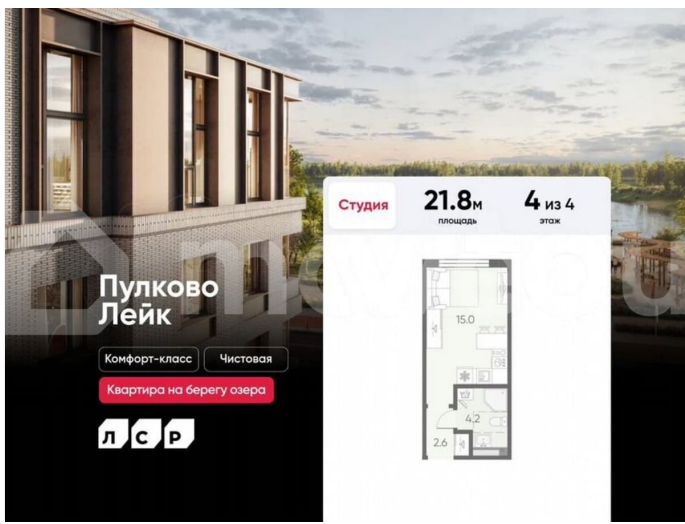 Студия
21.8м
площадь
4 из 4
этаж
Пулково
Лейк
Комфорт-класс
Чистовая
Квартира на берегу озера
ЛСР
15.0
4.2
2.6